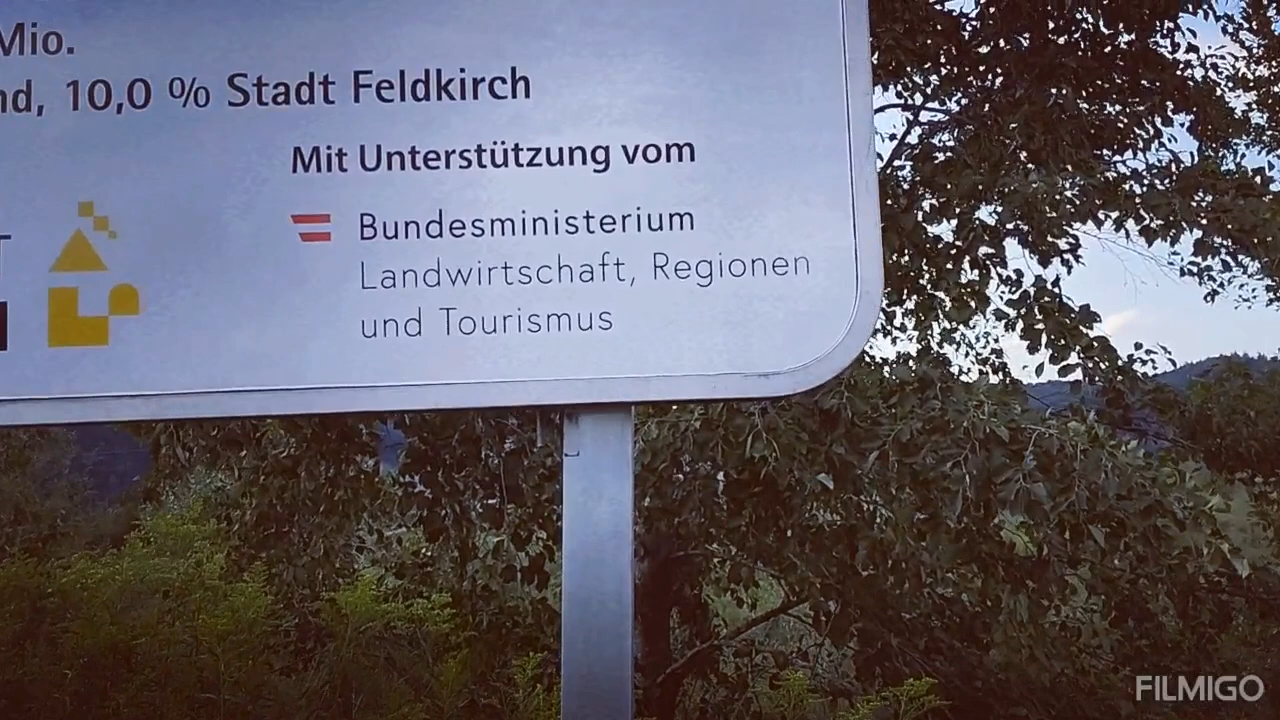 Mio.
nd, 10,0 % Stadt Feldkirch
Mit Unterstützung vom
Bundesministerium
Landwirtschaft, Regionen
und Tourismus
FILMIGO